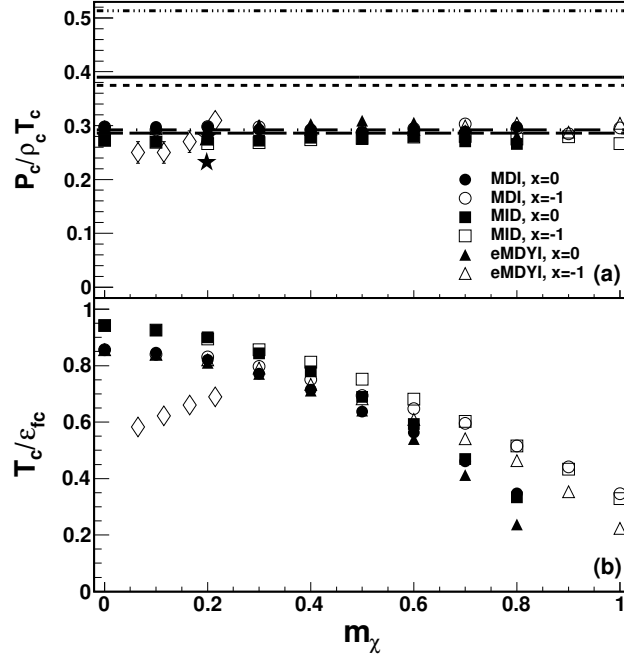 0.5
0.4
0.3
0.2
0.1
0
P_c/ρ_c T_c
MDI, x=0
MDI, x=-1
MID, x=0
MID, x=-1
eMDYI, x=0
eMDYI, x=-1
(a)
1
0.8
0.6
0.4
0.2
0
T_c/ε_fc
(b)
0 0.2 0.4 0.6 0.8 1
m_χ